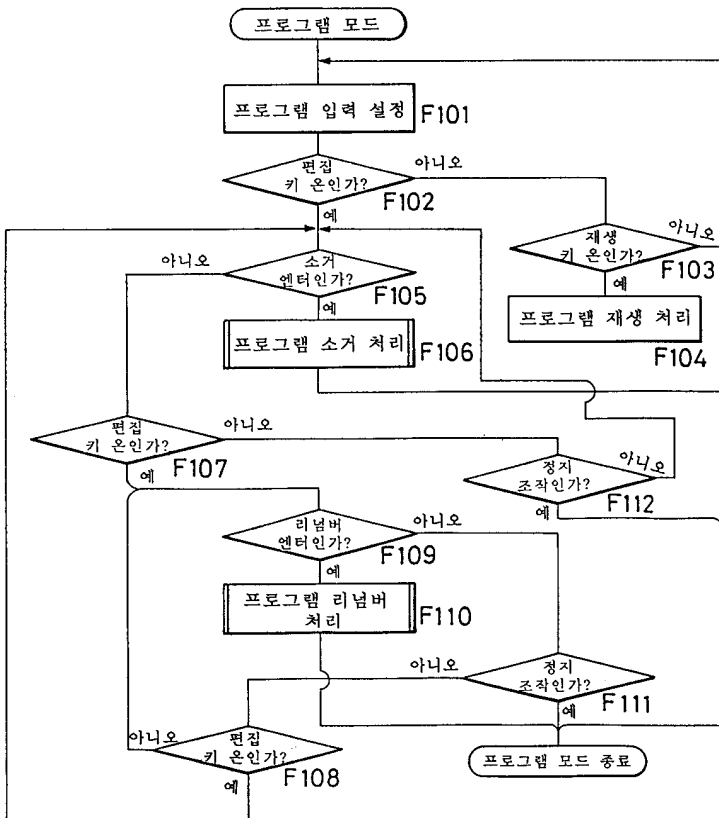 프로그램 모드
프로그램 입력 설정
F101
편집
키 온인가?
F102
아니오
예
재생
키 온인가?
F103
아니오
예
프로그램 재생 처리
F104
소거
엔터인가?
F105
아니오
예
프로그램 소거 처리
F106
편집
키 온인가?
F107
아니오
예
정지
조작인가?
F112
아니오
예
리넘버
엔터인가?
F109
아니오
예
프로그램 리넘버
처리
F110
정지
조작인가?
F111
아니오
예
편집
키 온인가?
F108
아니오
예
프로그램 모드 종료